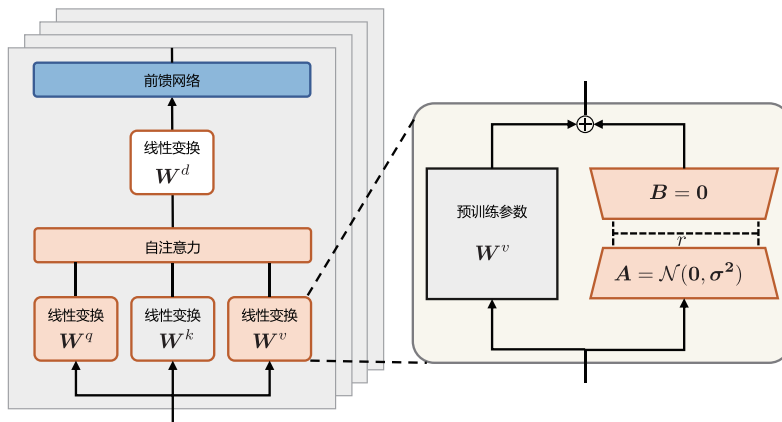 前馈网络
线性变换
W^d
自注意力
线性变换
W^q
线性变换
W^k
线性变换
W^v
预训练参数
W^v
B = 0
r
A = 𝒩(0, σ²)